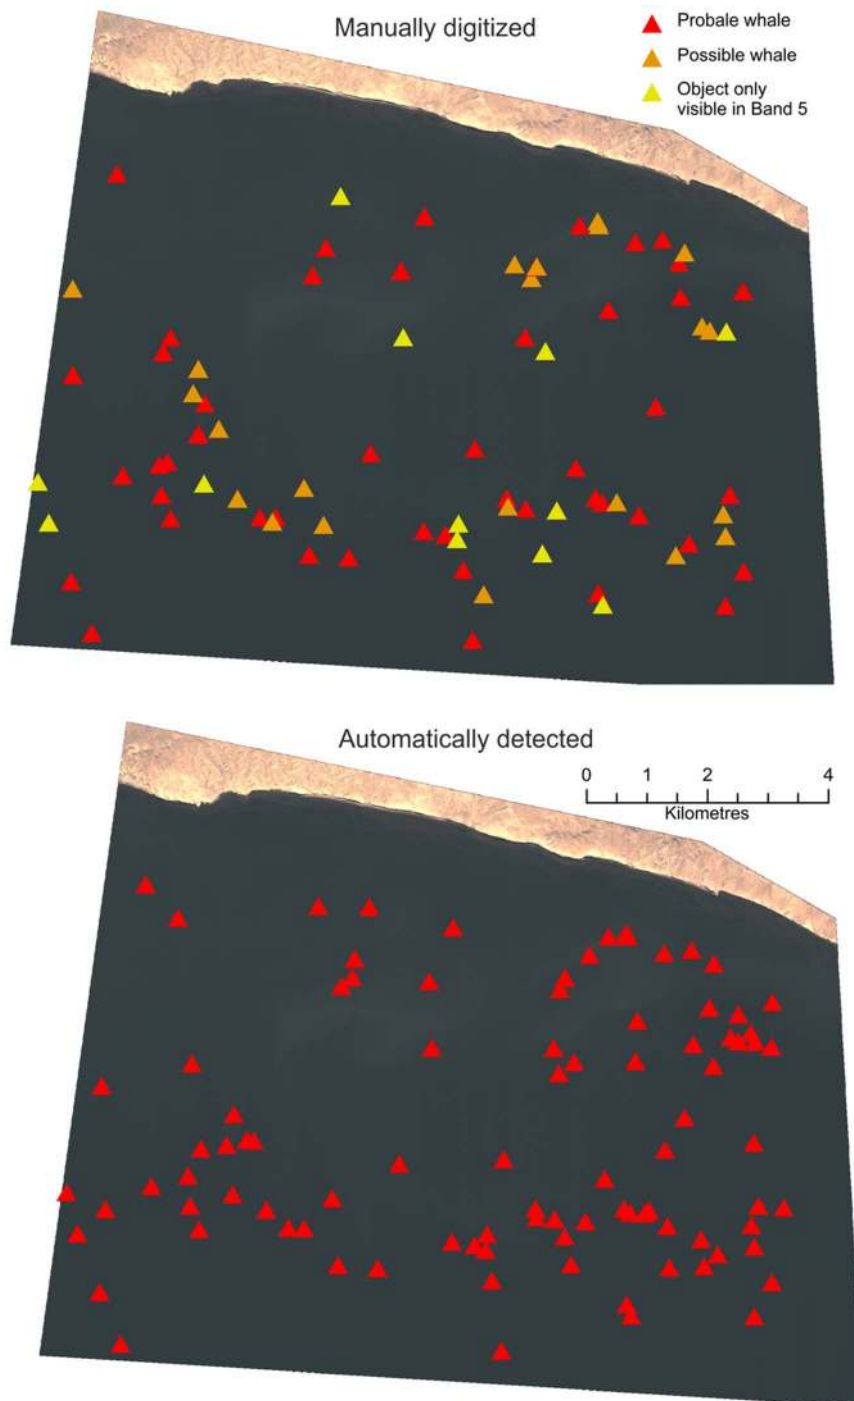 Manually digitized
Probale whale
Possible whale
Object only
visible in Band 5
Automatically detected
0 1 2 4
Kilometres